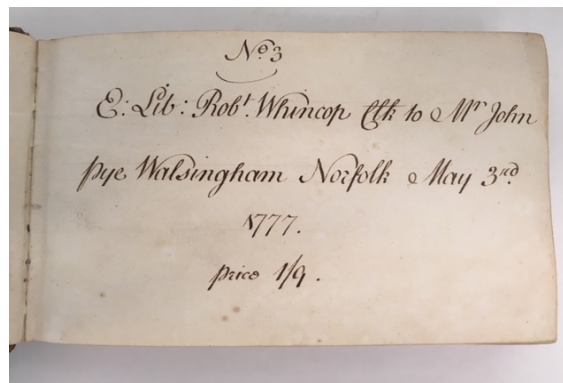 No. 3
E: Lib: Robt. Whincop Clk to Mr John
pye Walsingham Norfolk May 3rd.
1777.
price 1/9.